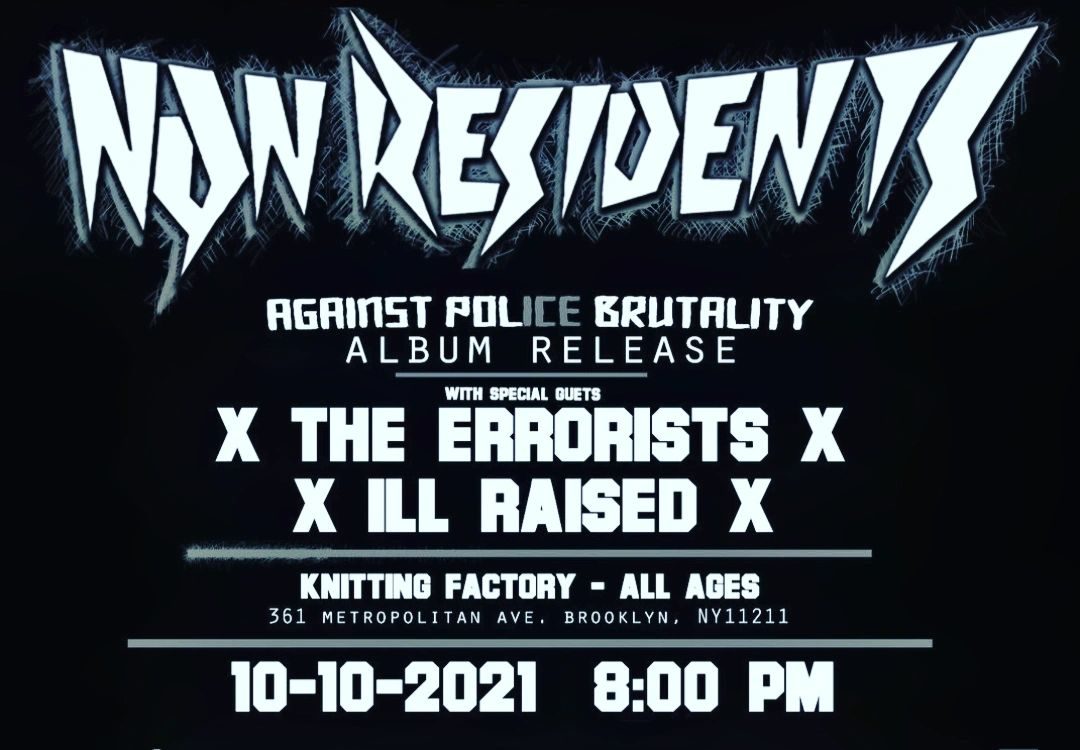 NON RESIDENTS
AGAINST POLICE BRUTALITY
ALBUM RELEASE
WITH SPECIAL GUETS
X THE ERRORISTS X
X ILL RAISED X
KNITTING FACTORY - ALL AGES
361 METROPOLITAN AVE. BROOKLYN, NY11211
10-10-2021 8:00 PM